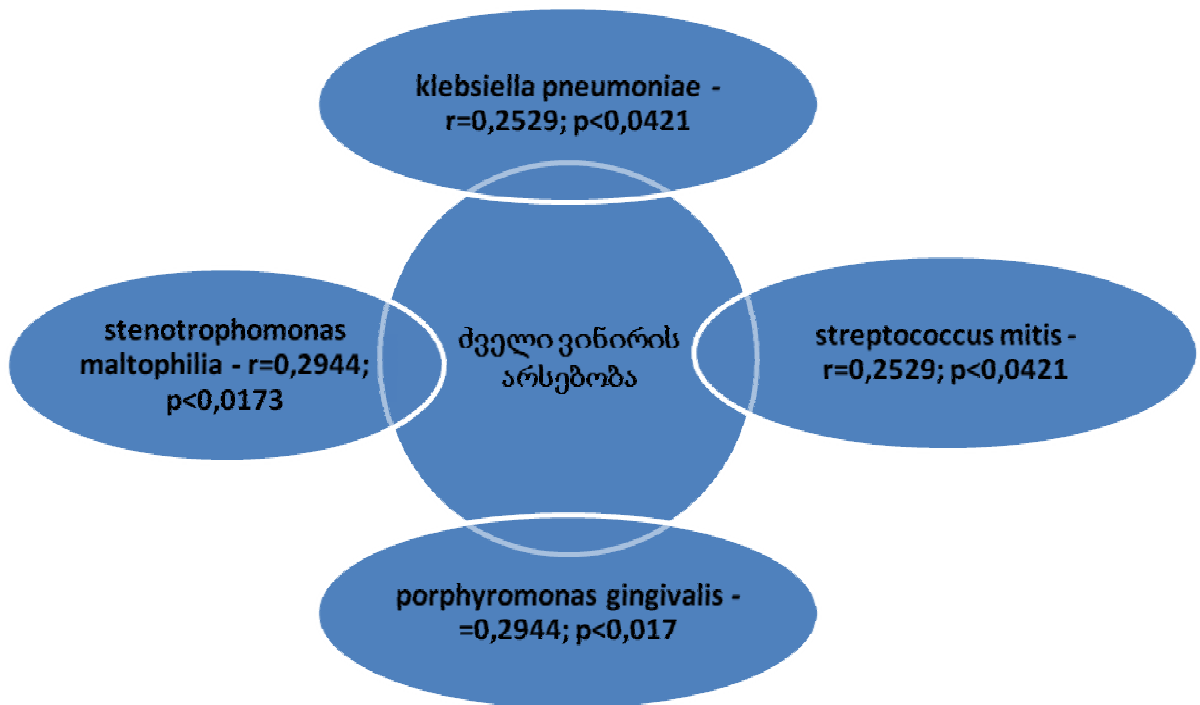 klebsiella pneumoniae -
r=0,2529; p<0,0421
stenotrophomonas
maltophilia - r=0,2944;
p<0,0173
ძველი ვინირის
არსებობა
streptococcus mitis -
r=0,2529; p<0,0421
porphyromonas gingivalis -
=0,2944; p<0,017